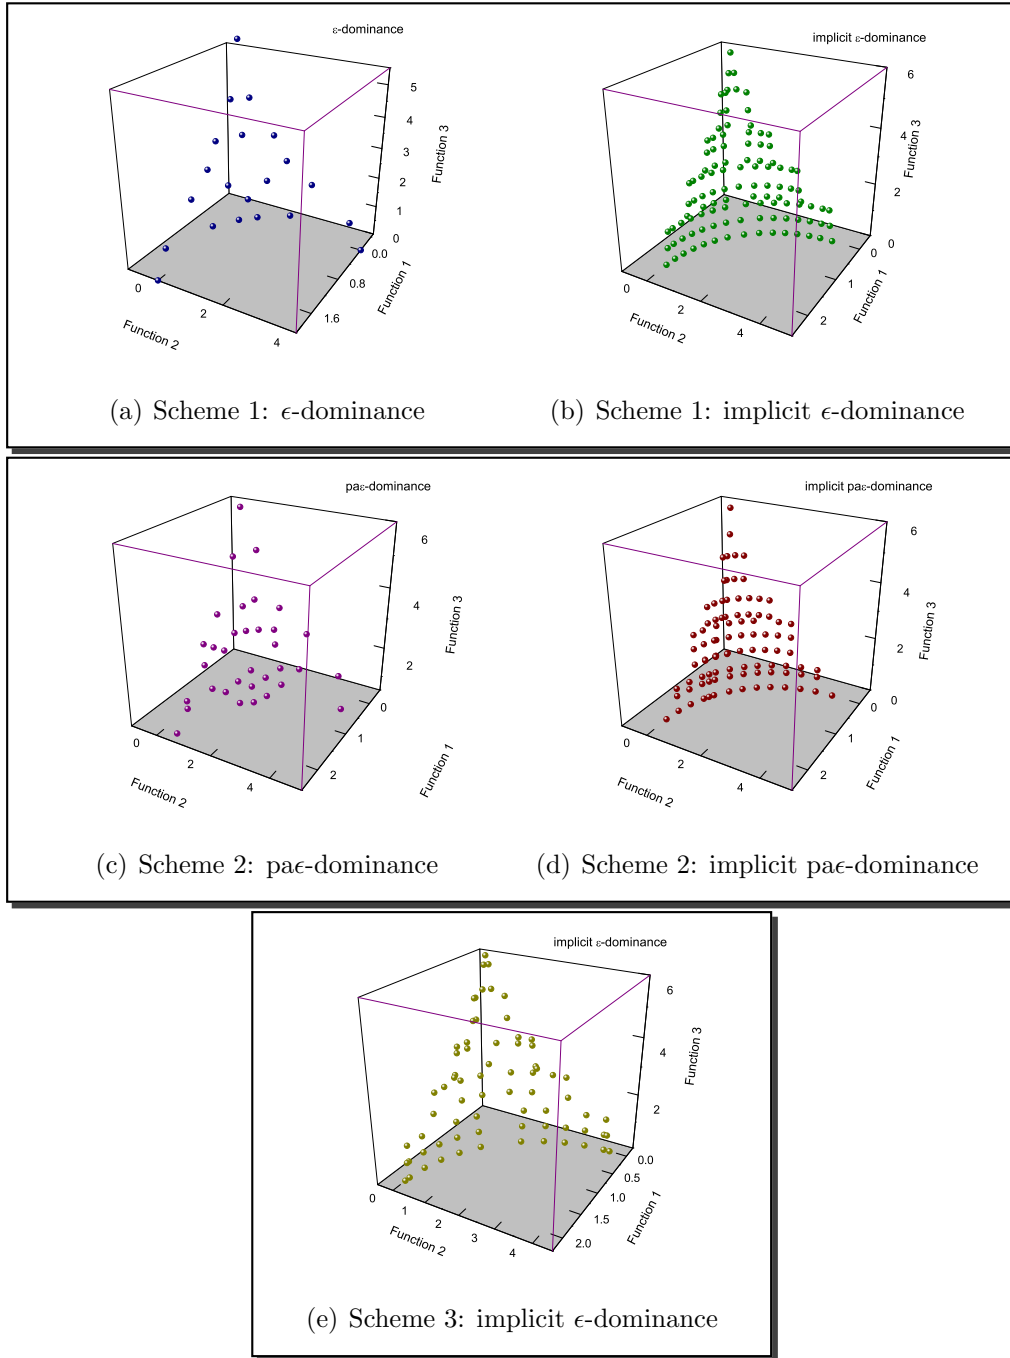 ε-dominance
5
4
3
2
1
0
Function 3
0.0
0.8
1.6
Function 1
0
2
4
Function 2
(a) Scheme 1: ϵ-dominance
implicit ε-dominance
6
4
2
0
Function 3
0
1
2
Function 1
0
2
4
Function 2
(b) Scheme 1: implicit ϵ-dominance
paε-dominance
6
4
2
Function 3
0
1
2
Function 1
0
2
4
Function 2
(c) Scheme 2: paϵ-dominance
implicit paε-dominance
6
4
2
0
Function 3
0
1
2
Function 1
0
2
4
Function 2
(d) Scheme 2: implicit paϵ-dominance
implicit ε-dominance
6
4
2
Function 3
0.0
0.5
1.0
1.5
2.0
Function 1
0
1
2
3
4
Function 2
(e) Scheme 3: implicit ϵ-dominance